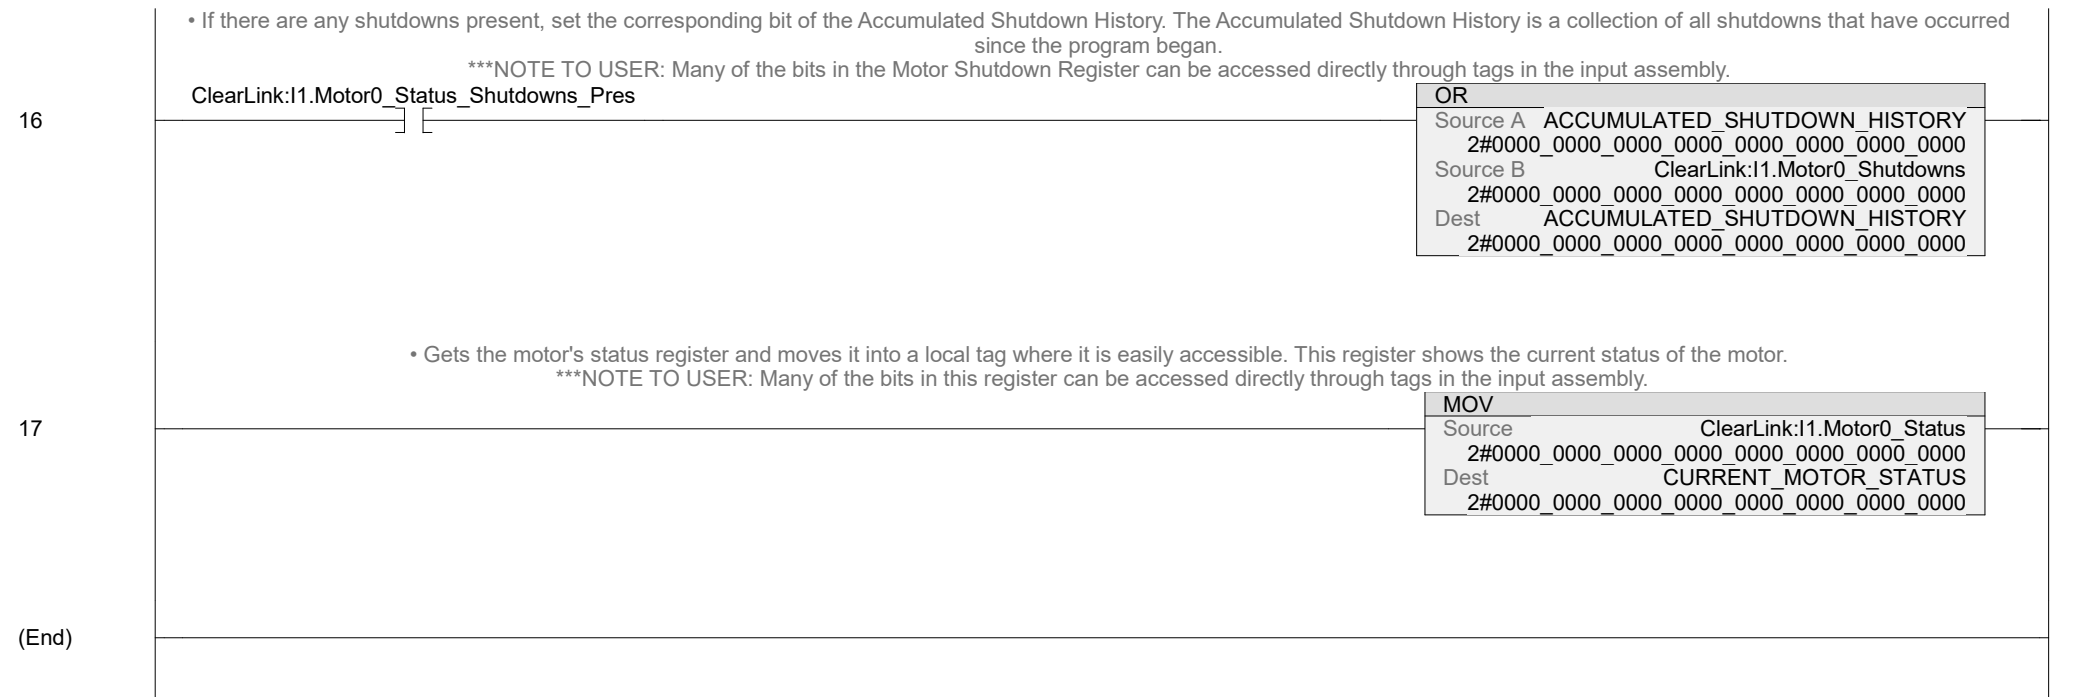 • If there are any shutdowns present, set the corresponding bit of the Accumulated Shutdown History. The Accumulated Shutdown History is a collection of all shutdowns that have occurred
since the program began.
***NOTE TO USER: Many of the bits in the Motor Shutdown Register can be accessed directly through tags in the input assembly.
ClearLink:I1.Motor0_Status_Shutdowns_Pres
16
OR
Source A ACCUMULATED_SHUTDOWN_HISTORY
2#0000_0000_0000_0000_0000_0000_0000_0000
Source B ClearLink:I1.Motor0_Shutdowns
2#0000_0000_0000_0000_0000_0000_0000_0000
Dest ACCUMULATED_SHUTDOWN_HISTORY
2#0000_0000_0000_0000_0000_0000_0000_0000
• Gets the motor's status register and moves it into a local tag where it is easily accessible. This register shows the current status of the motor.
***NOTE TO USER: Many of the bits in this register can be accessed directly through tags in the input assembly.
17
MOV
Source ClearLink:I1.Motor0_Status
2#0000_0000_0000_0000_0000_0000_0000_0000
Dest CURRENT_MOTOR_STATUS
2#0000_0000_0000_0000_0000_0000_0000_0000
(End)